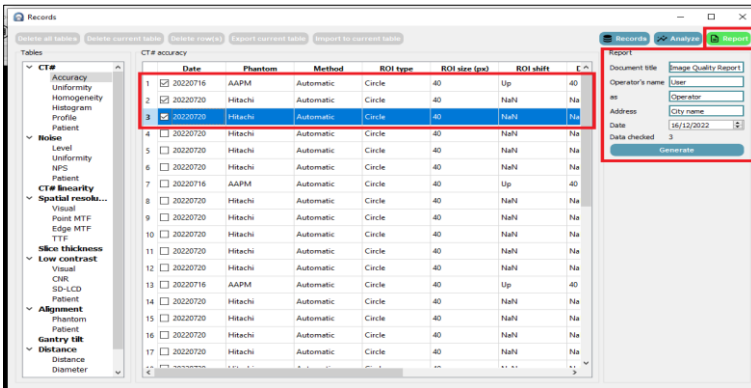 Records
Delete all tables Delete current table Delete row(s) Export current table Import to current table Records Analyze Report
Tables
CT#
Accuracy
Uniformity
Homogeneity
Histogram
Profile
Patient
Noise
Level
Uniformity
NPS
Patient
CT# linearity
Spatial resolu...
Visual
Point MTF
Edge MTF
TTF
Slice thickness
Low contrast
Visual
CNR
SD-LCD
Patient
Alignment
Phantom
Patient
Gantry tilt
Distance
Distance
Diameter
CT# accuracy
Date Phantom Method ROI type ROI size (px) ROI shift
1 20220716 AAPM Automatic Circle 40 Up 40
2 20220720 Hitachi Automatic Circle 40 NaN Na
3 20220720 Hitachi Automatic Circle 40 NaN Na
4 20220720 Hitachi Automatic Circle 40 NaN Na
5 20220720 Hitachi Automatic Circle 40 NaN Na
6 20220720 Hitachi Automatic Circle 40 NaN Na
7 20220716 AAPM Automatic Circle 40 Up 40
8 20220720 Hitachi Automatic Circle 40 NaN Na
9 20220720 Hitachi Automatic Circle 40 NaN Na
10 20220720 Hitachi Automatic Circle 40 NaN Na
11 20220720 Hitachi Automatic Circle 40 NaN Na
12 20220720 Hitachi Automatic Circle 40 NaN Na
13 20220716 AAPM Automatic Circle 40 Up 40
14 20220720 Hitachi Automatic Circle 40 NaN Na
15 20220720 Hitachi Automatic Circle 40 NaN Na
16 20220720 Hitachi Automatic Circle 40 NaN Na
17 20220720 Hitachi Automatic Circle 40 NaN Na
Report
Document title Image Quality Report
Operator's name User
as Operator
Address City name
Date 16/12/2022
Data checked 3
Generate